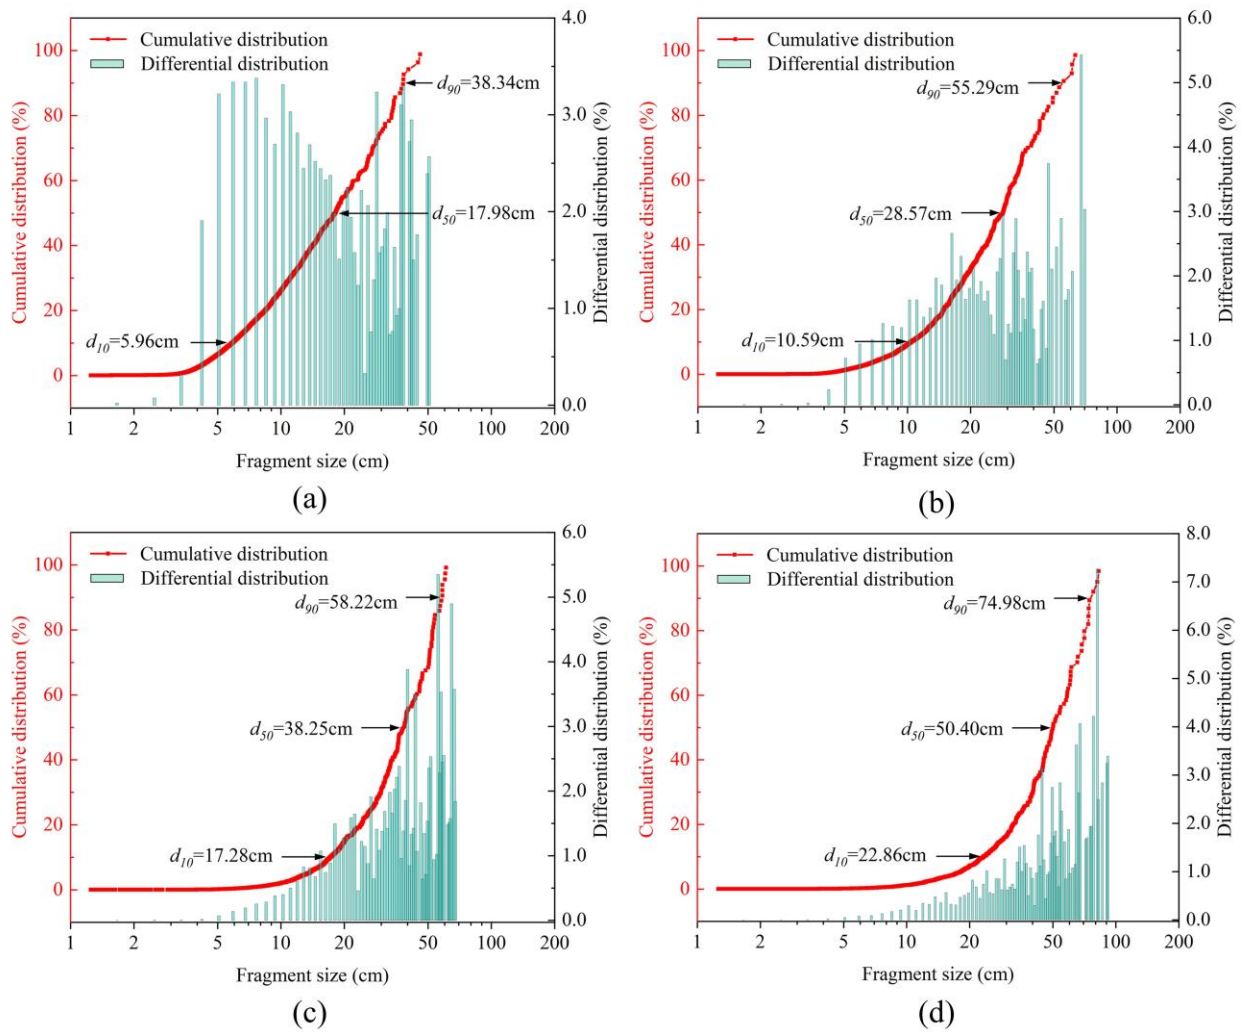 Cumulative distribution (%)
100
80
60
40
20
0
Cumulative distribution
Differential distribution
d90=38.34cm
d50=17.98cm
d10=5.96cm
4.0
3.0
2.0
1.0
0.0
Differential distribution (%)
1 2 5 10 20 50 100 200
Fragment size (cm)
(a)
Cumulative distribution (%)
100
80
60
40
20
0
Cumulative distribution
Differential distribution
d90=55.29cm
d50=28.57cm
d10=10.59cm
6.0
5.0
4.0
3.0
2.0
1.0
0.0
Differential distribution (%)
1 2 5 10 20 50 100 200
Fragment size (cm)
(b)
Cumulative distribution (%)
100
80
60
40
20
0
Cumulative distribution
Differential distribution
d90=58.22cm
d50=38.25cm
d10=17.28cm
6.0
5.0
4.0
3.0
2.0
1.0
0.0
Differential distribution (%)
1 2 5 10 20 50 100 200
Fragment size (cm)
(c)
Cumulative distribution (%)
100
80
60
40
20
0
Cumulative distribution
Differential distribution
d90=74.98cm
d50=50.40cm
d10=22.86cm
8.0
7.0
6.0
5.0
4.0
3.0
2.0
1.0
0.0
Differential distribution (%)
1 2 5 10 20 50 100 200
Fragment size (cm)
(d)